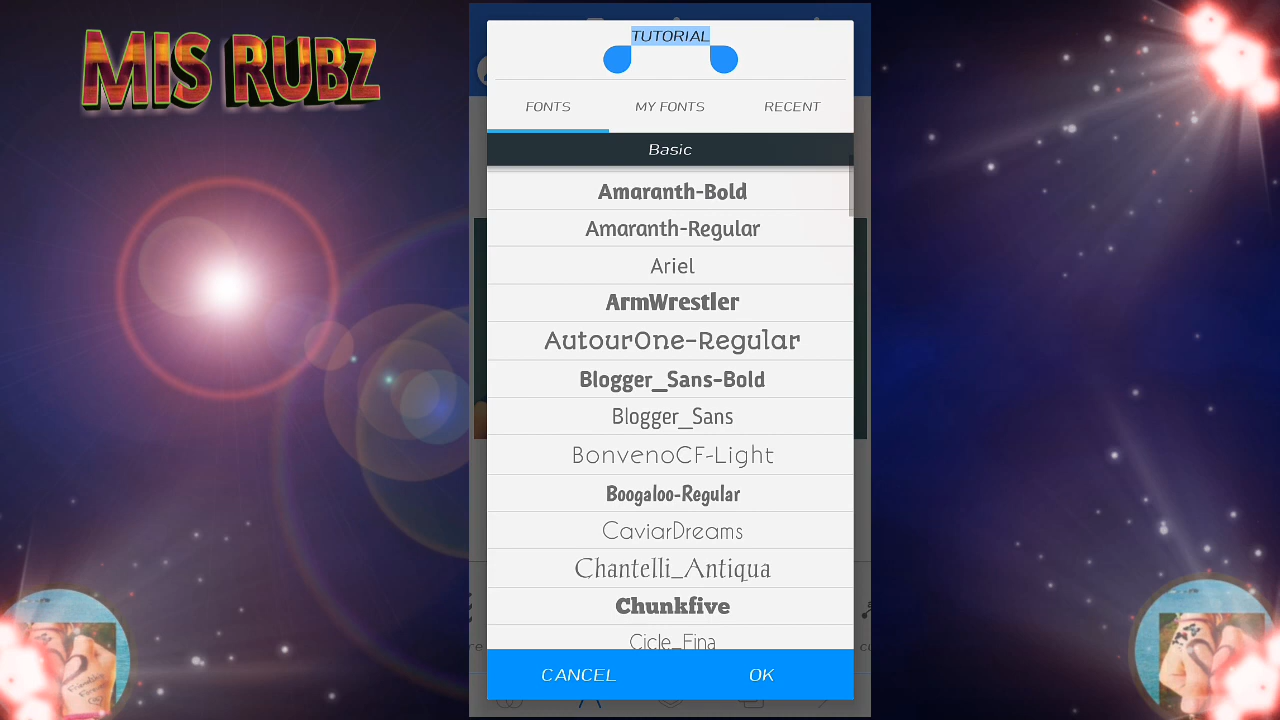 MIS RUBZ
TUTORIAL
FONTS MY FONTS RECENT
Basic
Amaranth-Bold
Amaranth-Regular
Ariel
ArmWrestler
AutourOne-Regular
Blogger_Sans-Bold
Blogger_Sans
BonvenoCF-Light
Boogaloo-Regular
CaviarDreams
Chantelli_Antiqua
Chunkfive
Cicle_Fina
CANCEL OK